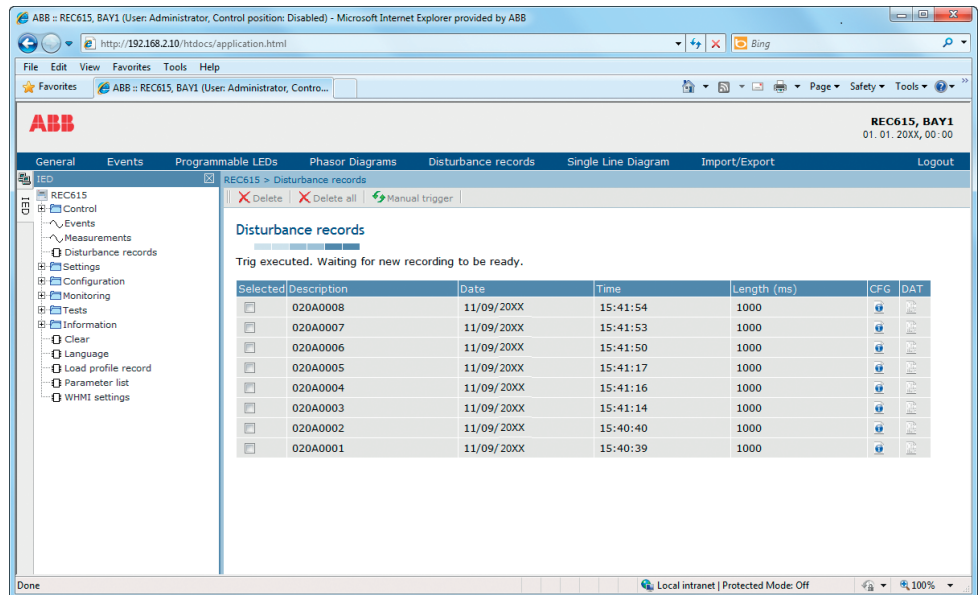 ABB :: REC615, BAY1 (User: Administrator, Control position: Disabled) - Microsoft Internet Explorer provided by ABB
http://192.168.2.10/htdocs/application.html
Bing
File Edit View Favorites Tools Help
Favorites ABB :: REC615, BAY1 (User: Administrator, Contro... Page Safety Tools
ABB
REC615, BAY1
01.01.20XX, 00:00
General Events Programmable LEDs Phasor Diagrams Disturbance records Single Line Diagram Import/Export Logout
IED
IED
REC615
Control
Events
Measurements
Disturbance records
Settings
Configuration
Monitoring
Tests
Information
Clear
Language
Load profile record
Parameter list
WHMI settings
REC615 > Disturbance records
Delete Delete all Manual trigger
Disturbance records
Trig executed. Waiting for new recording to be ready.
Selected Description Date Time Length (ms) CFG DAT
020A0008 11/09/20XX 15:41:54 1000
020A0007 11/09/20XX 15:41:53 1000
020A0006 11/09/20XX 15:41:50 1000
020A0005 11/09/20XX 15:41:17 1000
020A0004 11/09/20XX 15:41:16 1000
020A0003 11/09/20XX 15:41:14 1000
020A0002 11/09/20XX 15:40:40 1000
020A0001 11/09/20XX 15:40:39 1000
Done Local intranet | Protected Mode: Off 100%